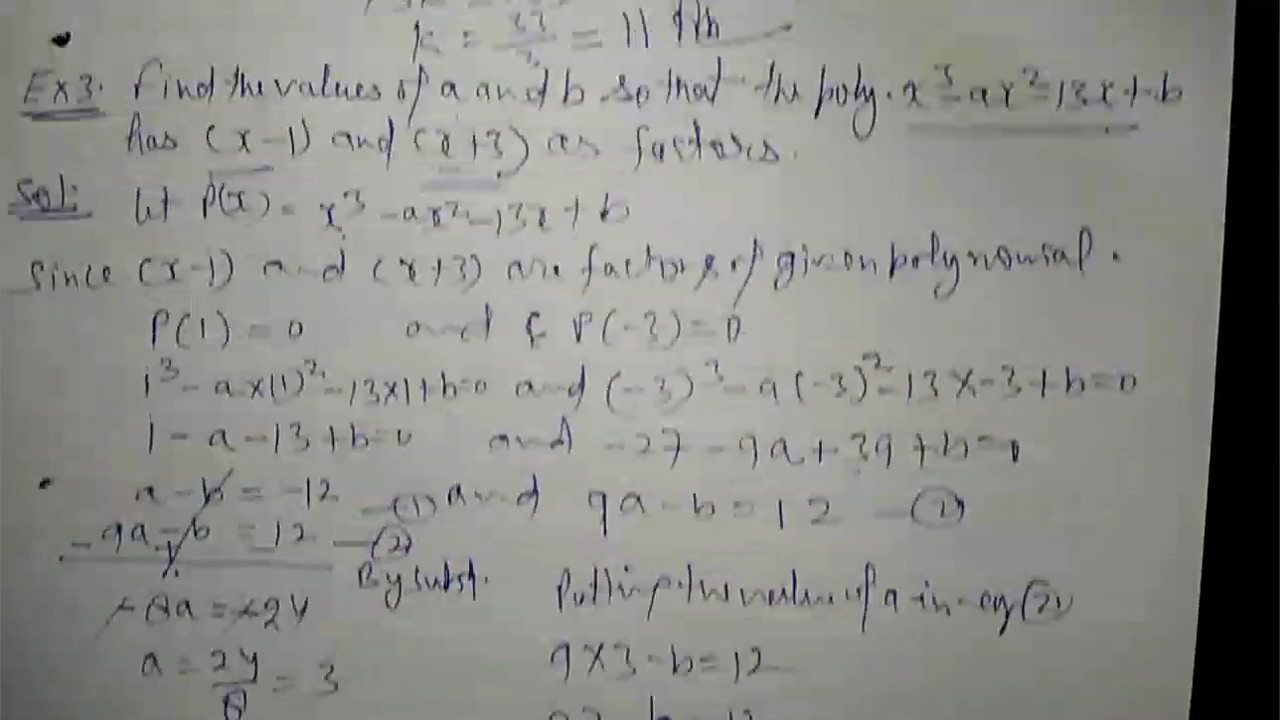 k = 33/3 = 11 Ans
Ex3. Find the values of a and b so that the poly. x³-ax²-13x+b
has (x-1) and (x+3) as factors.
Sol: let P(x) = x³-ax²-13x+b
Since (x-1) and (x+3) are factors of given polynomial.
P(1)=0 and P(-3)=0
1³-a×(1)²-13×1+b=0 and (-3)³-a(-3)²-13×-3+b=0
1-a-13+b=0 and -27-9a+39+b=0
a-b=-12 —(1) and 9a-b=12 —(2)
-9a-b=12 —(2)
By subst. Putting the value of a in eq (2)
-8a=-24
a=24/8=3 9×3-b=12